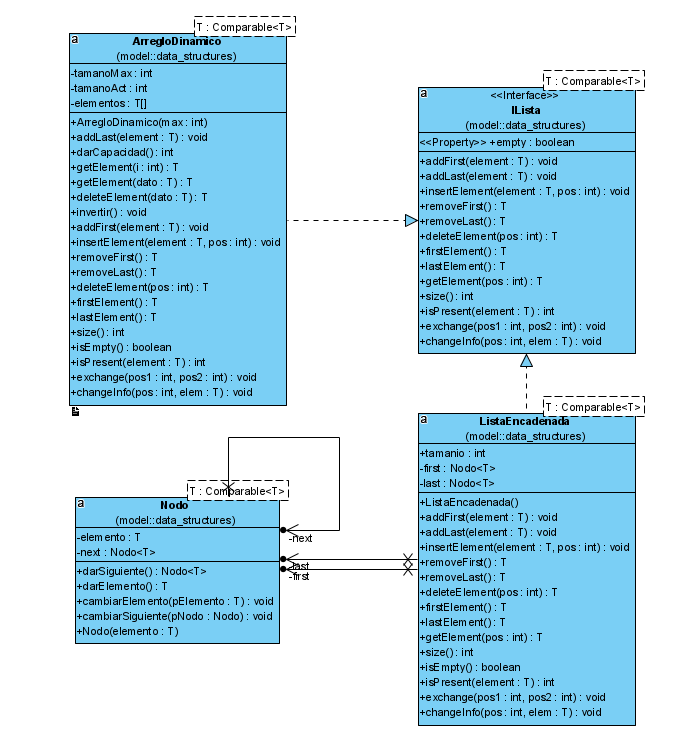 T : Comparable<T>
a
ArregloDinamico
(model::data_structures)
-tamanoMax : int
-tamanoAct : int
-elementos : T[]
+ArregloDinamico(max : int)
+addLast(element : T) : void
+darCapacidad() : int
+getElement(i : int) : T
+getElement(dato : T) : T
+deleteElement(dato : T) : T
+invertir() : void
+addFirst(element : T) : void
+insertElement(element : T, pos : int) : void
+removeFirst() : T
+removeLast() : T
+deleteElement(pos : int) : T
+firstElement() : T
+lastElement() : T
+size() : int
+isEmpty() : boolean
+isPresent(element : T) : int
+exchange(pos1 : int, pos2 : int) : void
+changeInfo(pos : int, elem : T) : void
T : Comparable<T>
a
<<Interface>>
ILista
(model::data_structures)
<<Property>> +empty : boolean
+addFirst(element : T) : void
+addLast(element : T) : void
+insertElement(element : T, pos : int) : void
+removeFirst() : T
+removeLast() : T
+deleteElement(pos : int) : T
+firstElement() : T
+lastElement() : T
+getElement(pos : int) : T
+size() : int
+isPresent(element : T) : int
+exchange(pos1 : int, pos2 : int) : void
+changeInfo(pos : int, elem : T) : void
T : Comparable<T>
a
Nodo
(model::data_structures)
-elemento : T
-next : Nodo<T>
+darSiguiente() : Nodo<T>
+darElemento() : T
+cambiarElemento(pElemento : T) : void
+cambiarSiguiente(pNodo : Nodo) : void
+Nodo(elemento : T)
-next
-last
-first
T : Comparable<T>
a
ListaEncadenada
(model::data_structures)
+tamanio : int
-first : Nodo<T>
-last : Nodo<T>
+ListaEncadenada()
+addFirst(element : T) : void
+addLast(element : T) : void
+insertElement(element : T, pos : int) : void
+removeFirst() : T
+removeLast() : T
+deleteElement(pos : int) : T
+firstElement() : T
+lastElement() : T
+getElement(pos : int) : T
+size() : int
+isEmpty() : boolean
+isPresent(element : T) : int
+exchange(pos1 : int, pos2 : int) : void
+changeInfo(pos : int, elem : T) : void